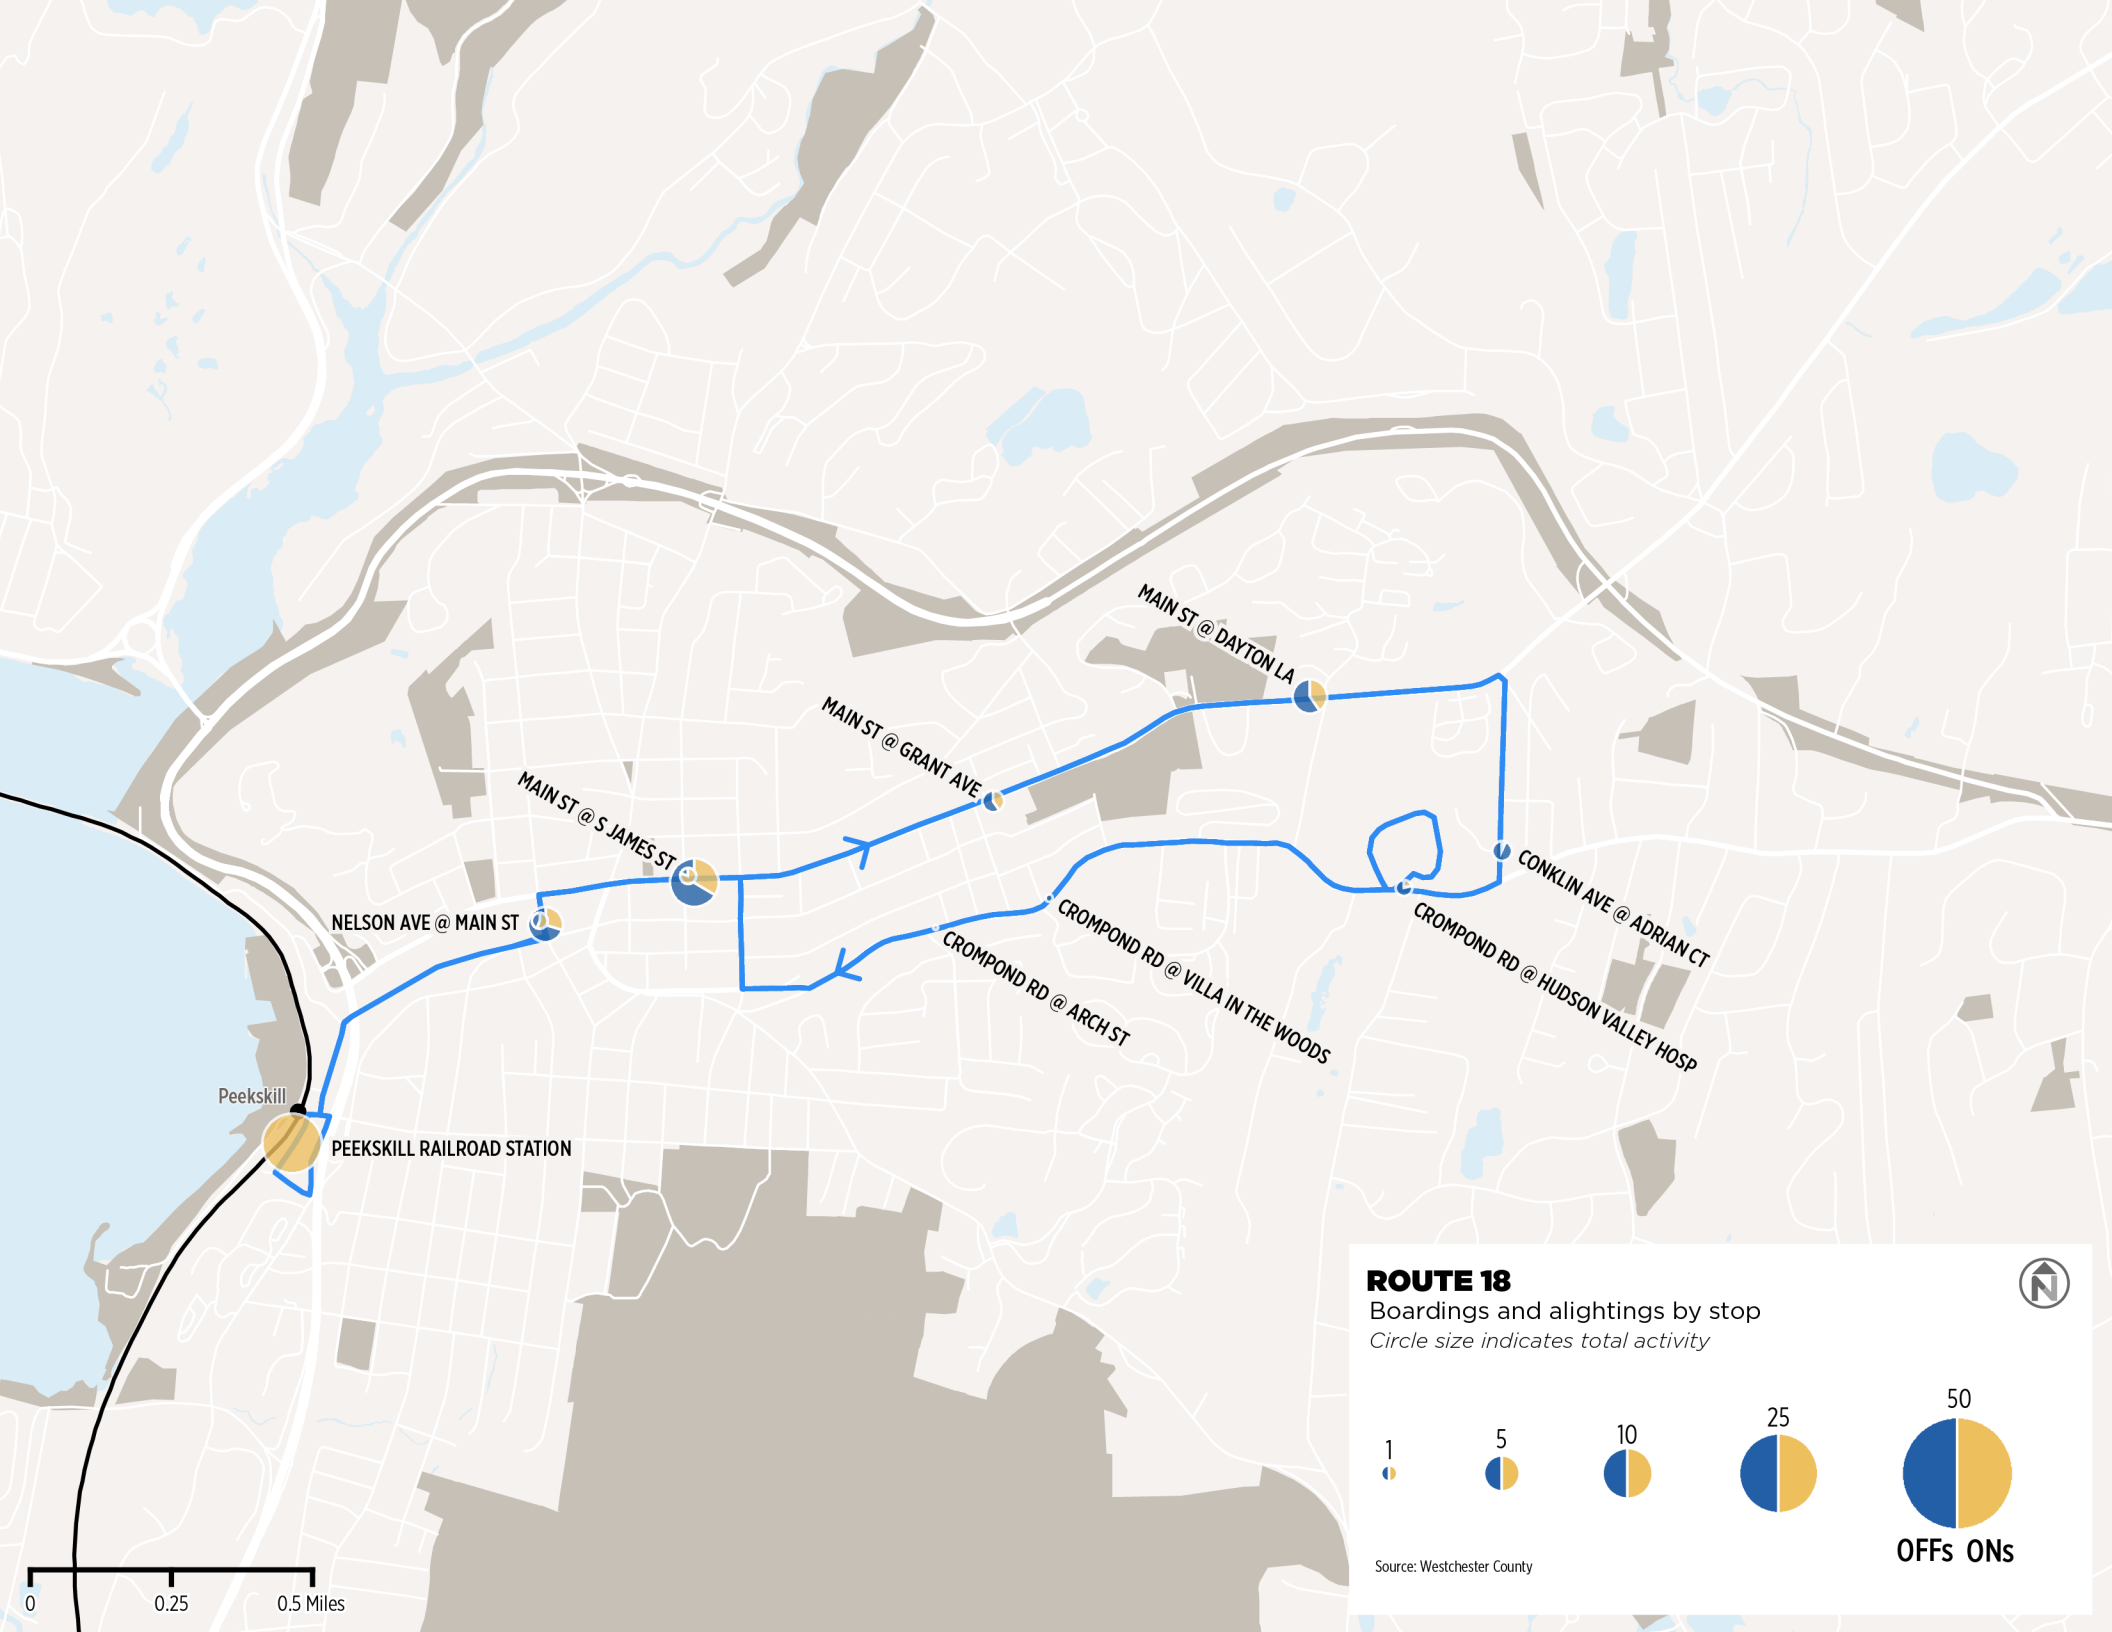 MAIN ST @ DAYTON LA
MAIN ST @ GRANT AVE
MAIN ST @ S JAMES ST
NELSON AVE @ MAIN ST
CONKLIN AVE @ ADRIAN CT
CROMPOND RD @ HUDSON VALLEY HOSP
CROMPOND RD @ VILLA IN THE WOODS
CROMPOND RD @ ARCH ST
Peekskill
PEEKSKILL RAILROAD STATION
ROUTE 18
N
Boardings and alightings by stop
Circle size indicates total activity
1
5
10
25
50
OFFs ONs
Source: Westchester County
0 0.25 0.5 Miles